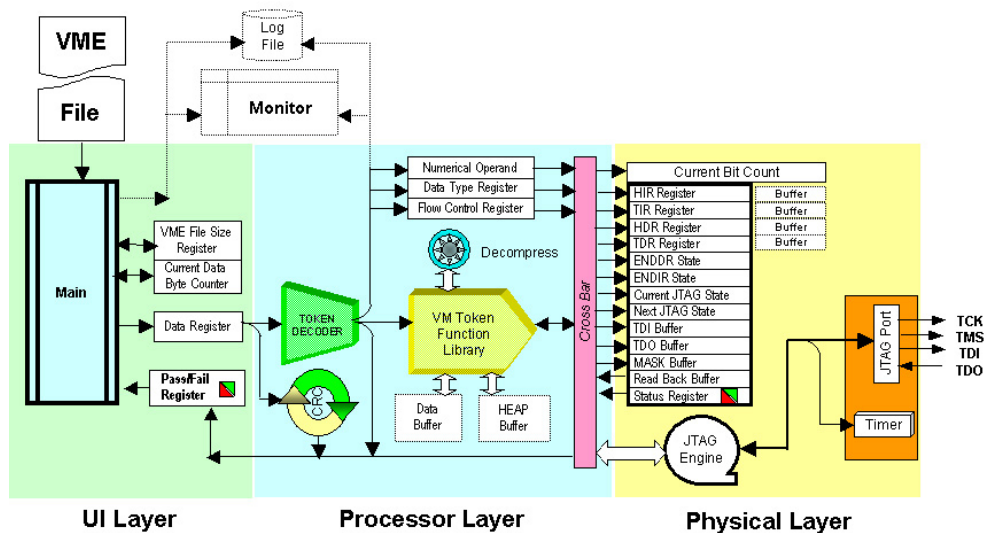 VME
File
Log
File
Monitor
Main
VME File Size
Register
Current Data
Byte Counter
Data Register
Pass/Fail
Register
TOKEN
DECODER
CRC
Numerical Operand
Data Type Register
Flow Control Register
Decompress
VM Token
Function
Library
Data
Buffer
HEAP
Buffer
Cross Bar
Current Bit Count
HIR Register
TIR Register
HDR Register
TDR Register
ENDDR State
ENDIR State
Current JTAG State
Next JTAG State
TDI Buffer
TDO Buffer
MASK Buffer
Read Back Buffer
Status Register
Buffer
Buffer
Buffer
Buffer
JTAG
Engine
JTAG Port
Timer
TCK
TMS
TDI
TDO
UI Layer
Processor Layer
Physical Layer